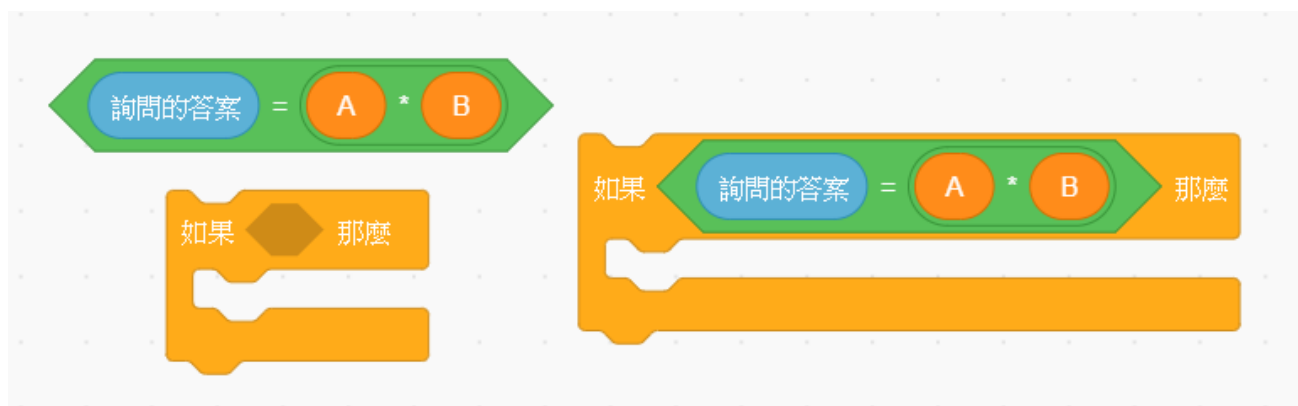 詢問的答案 = A * B
如果 那麼
如果 詢問的答案 = A * B 那麼